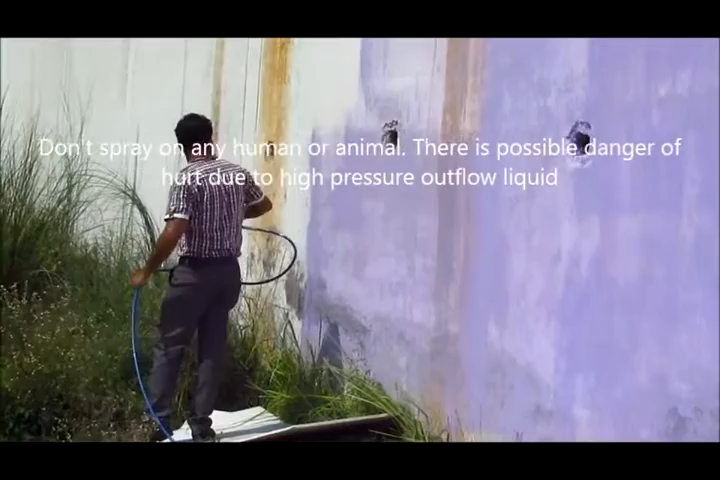 Don't spray on any human or animal. There is possible danger of
hurt due to high pressure outflow liquid